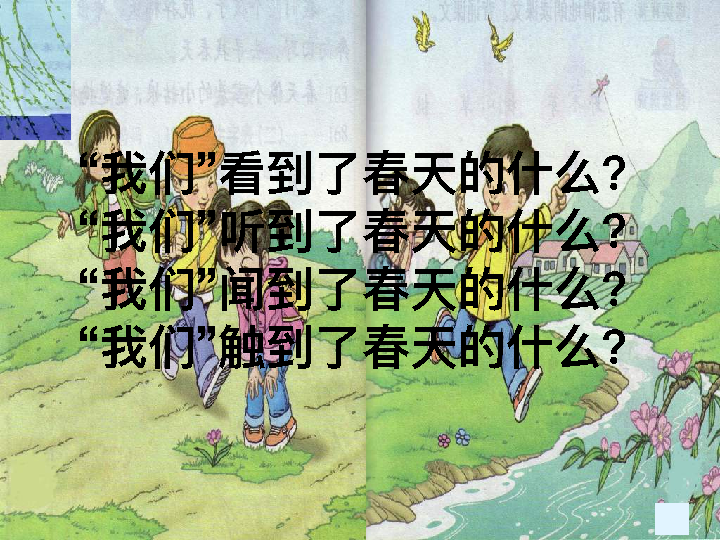 “我们”看到了春天的什么?
“我们”听到了春天的什么?
“我们”闻到了春天的什么?
“我们”触到了春天的什么?